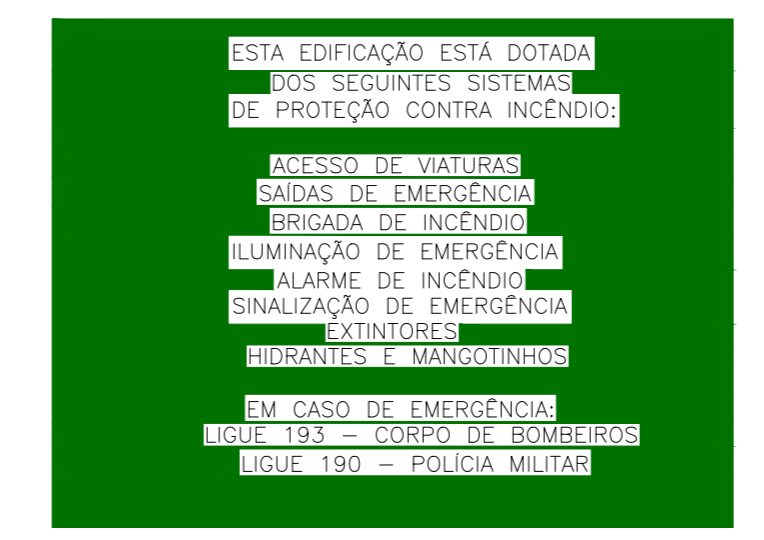 ESTA EDIFICAÇÃO ESTÁ DOTADA
DOS SEGUINTES SISTEMAS
DE PROTEÇÃO CONTRA INCÊNDIO:
ACESSO DE VIATURAS
SAÍDAS DE EMERGÊNCIA
BRIGADA DE INCÊNDIO
ILUMINAÇÃO DE EMERGÊNCIA
ALARME DE INCÊNDIO
SINALIZAÇÃO DE EMERGÊNCIA
EXTINTORES
HIDRANTES E MANGOTINHOS
EM CASO DE EMERGÊNCIA:
LIGUE 193 – CORPO DE BOMBEIROS
LIGUE 190 – POLÍCIA MILITAR